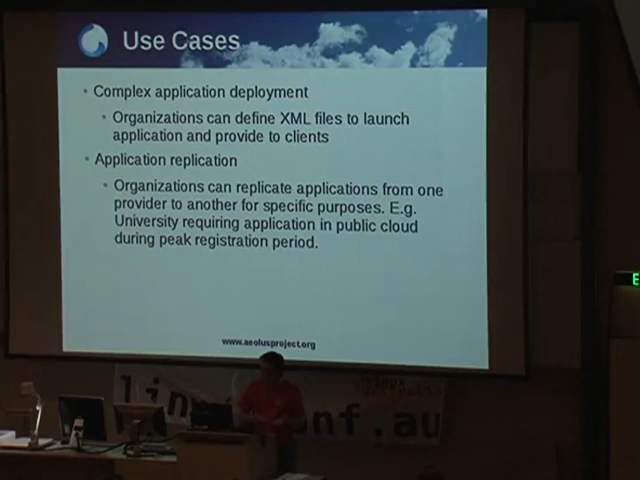 Use Cases
• Complex application deployment
• Organizations can define XML files to launch
application and provide to clients
• Application replication
• Organizations can replicate applications from one
provider to another for specific purposes. E.g.
University requiring application in public cloud
during peak registration period.
www.aeolusproject.org
E
linux
nf.au